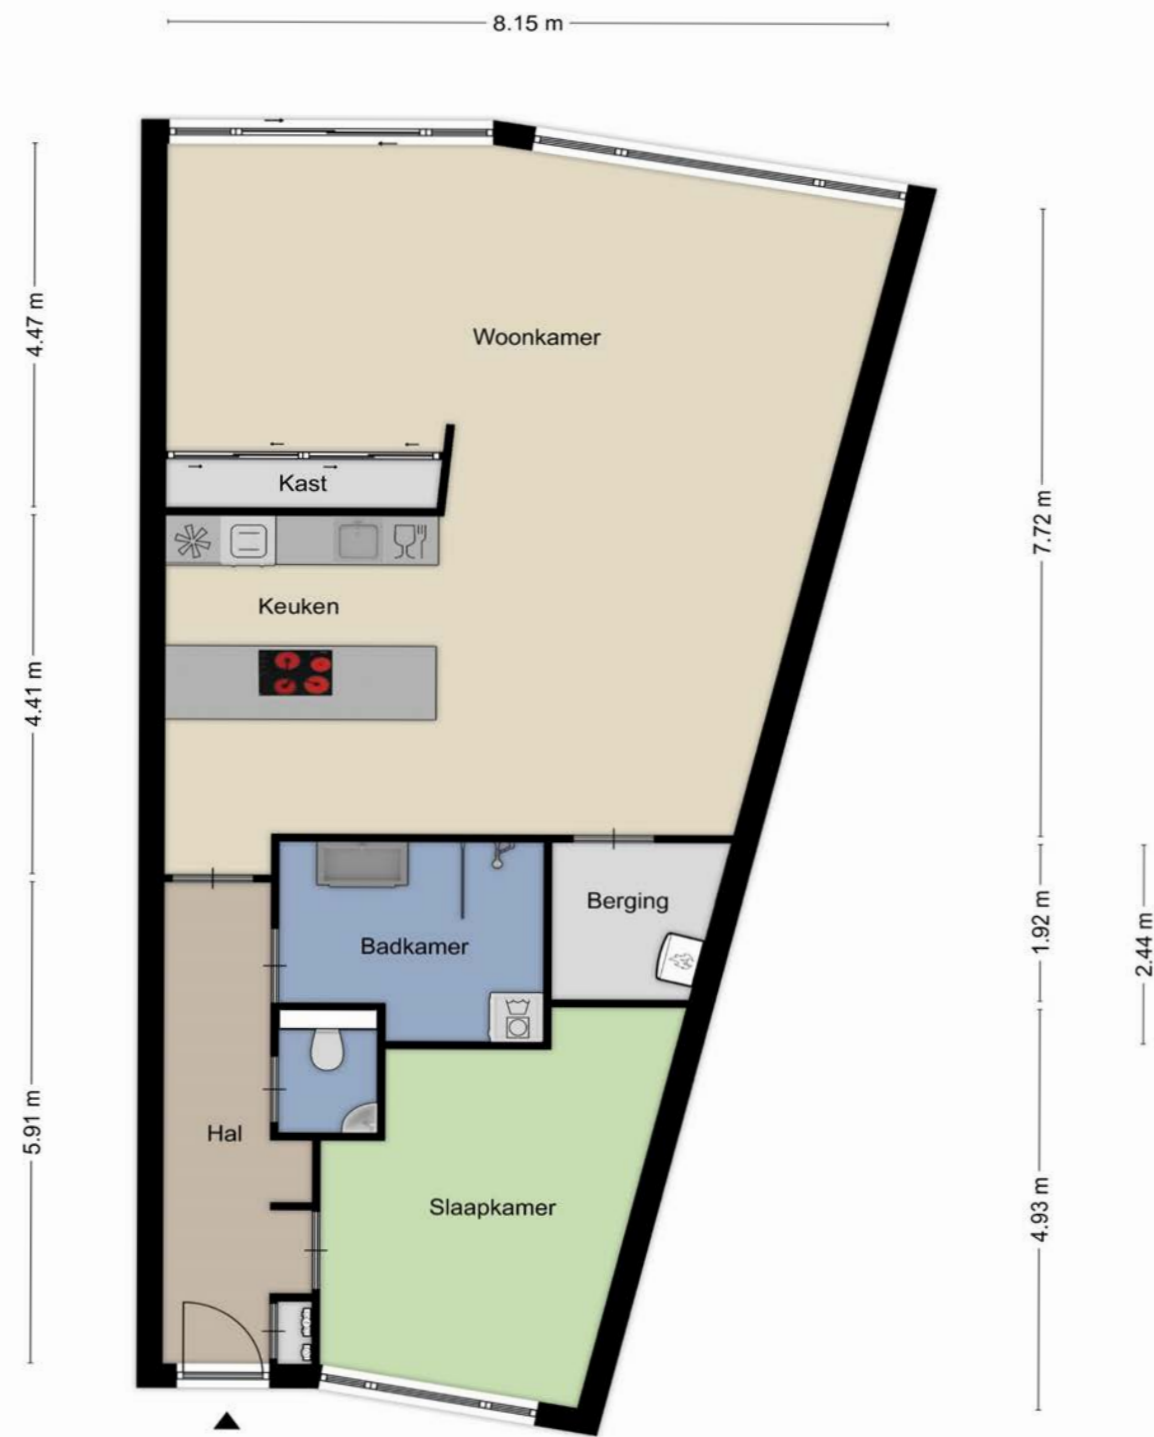 8.15 m
4.47 m
Woonkamer
Kast
7.72 m
Keuken
4.41 m
Berging
1.92 m
Badkamer
2.44 m
5.91 m
Hal
Slaapkamer
4.93 m